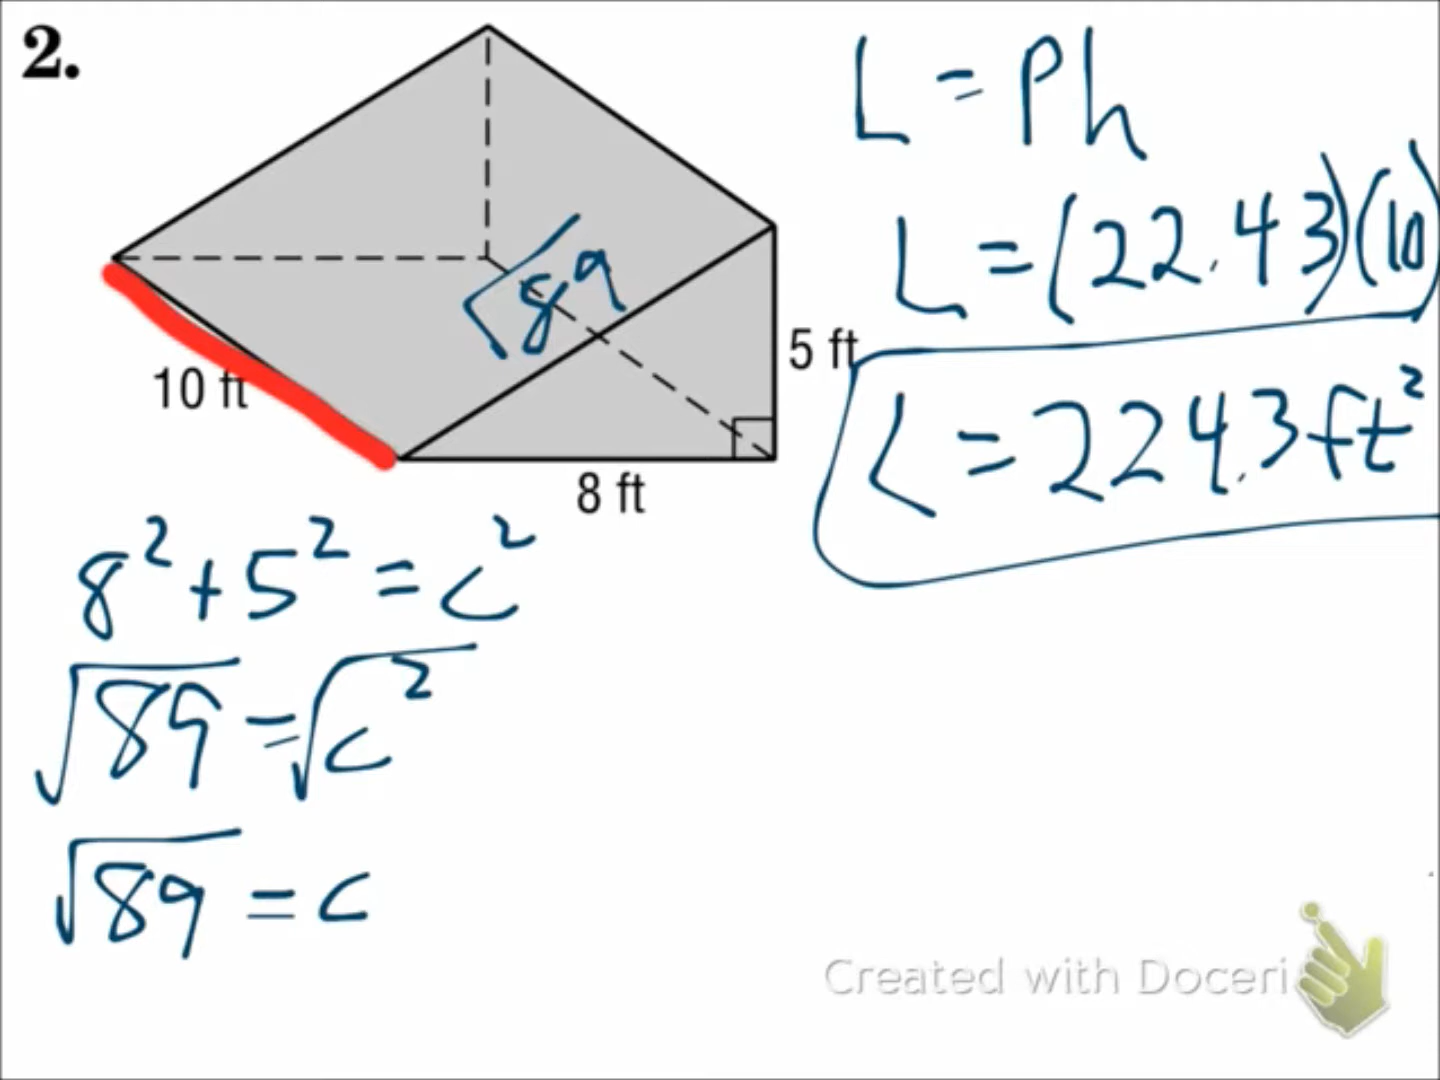 2.
L = Ph
L = (22.43)(10)
√89
5 ft
10 ft
L = 224.3 ft²
8 ft
8² + 5² = c²
√89 = √c²
√89 = c
Created with Doceri